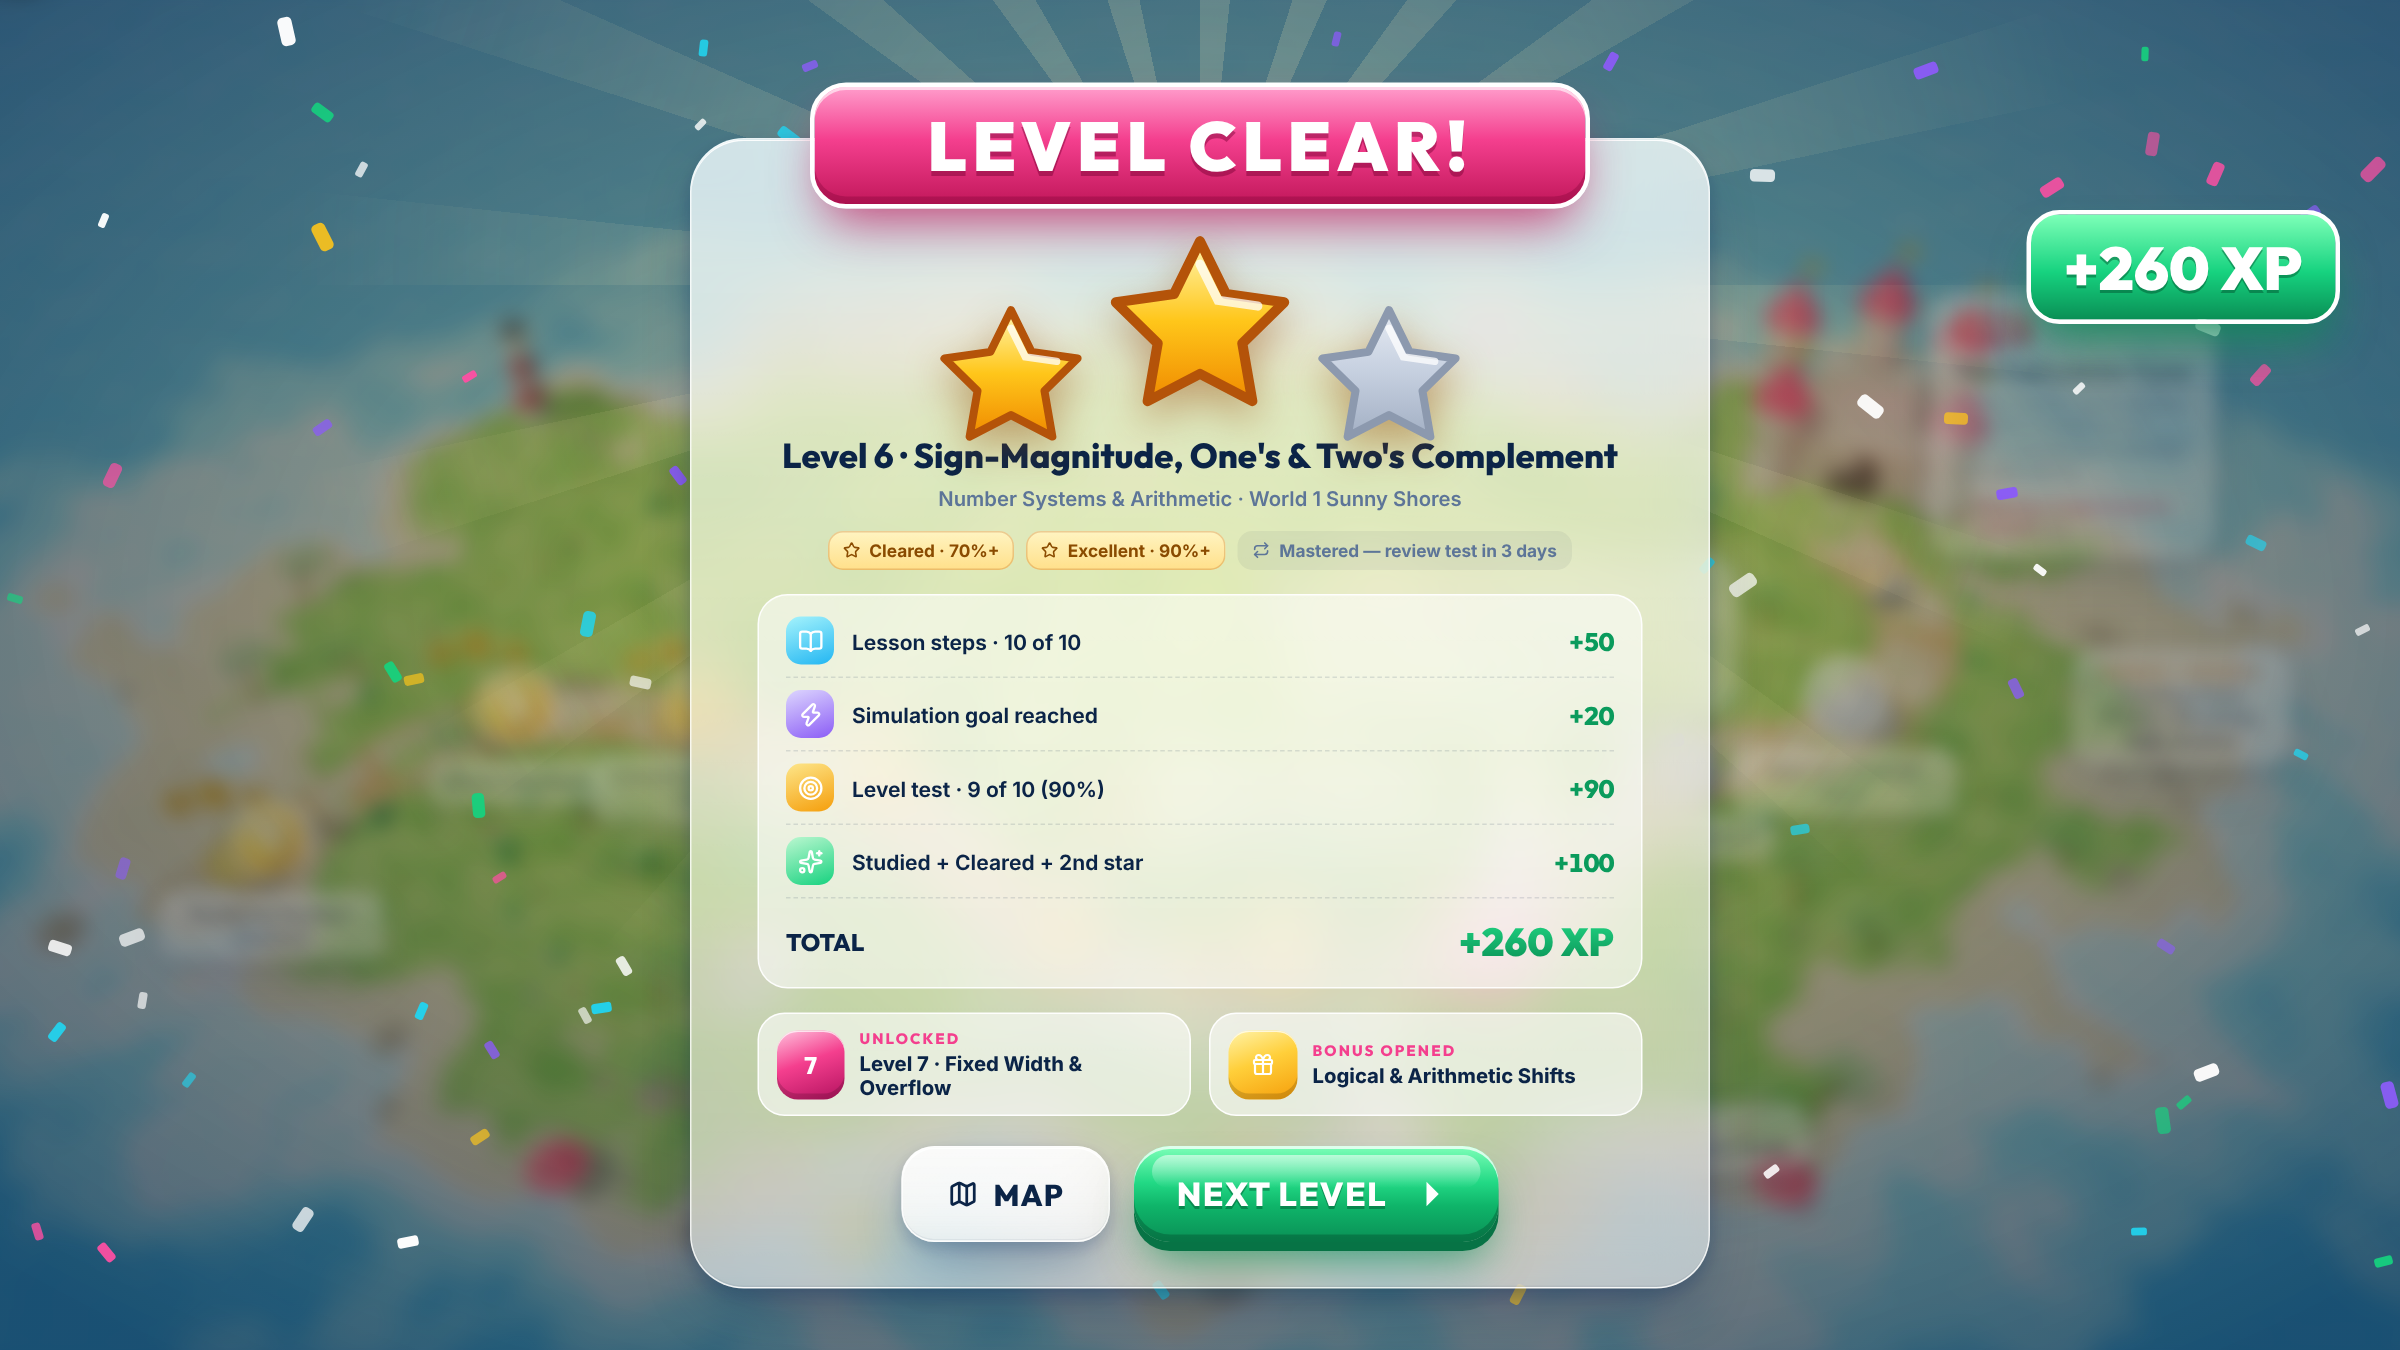 LEVEL CLEAR!
+260 XP
Level 6 · Sign-Magnitude, One's & Two's Complement
Number Systems & Arithmetic · World 1 Sunny Shores
Cleared · 70%+
Excellent · 90%+
Mastered — review test in 3 days
Lesson steps · 10 of 10
+50
Simulation goal reached
+20
Level test · 9 of 10 (90%)
+90
Studied + Cleared + 2nd star
+100
TOTAL
+260 XP
7
UNLOCKED
Level 7 · Fixed Width &
Overflow
BONUS OPENED
Logical & Arithmetic Shifts
MAP
NEXT LEVEL